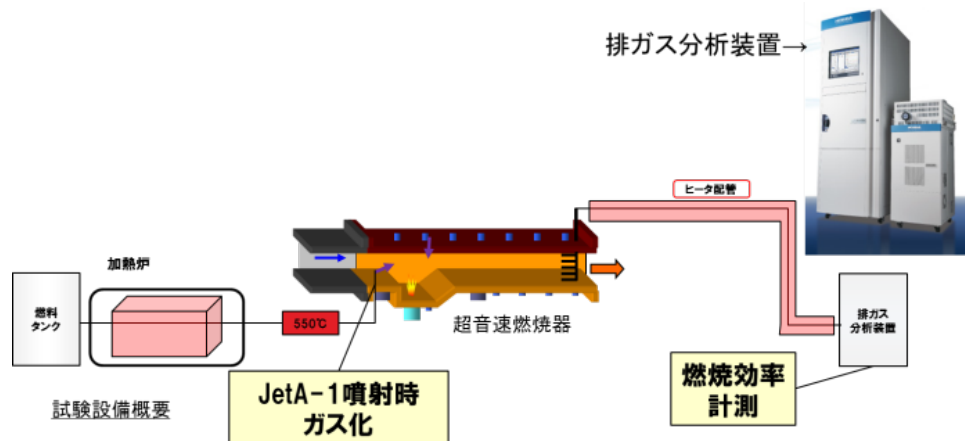 排ガス分析装置→
ヒータ配管
加熱炉
燃料
タンク
550℃
超音速燃焼器
排ガス
分析装置
JetA-1噴射時
ガス化
燃焼効率
計測
試験設備概要